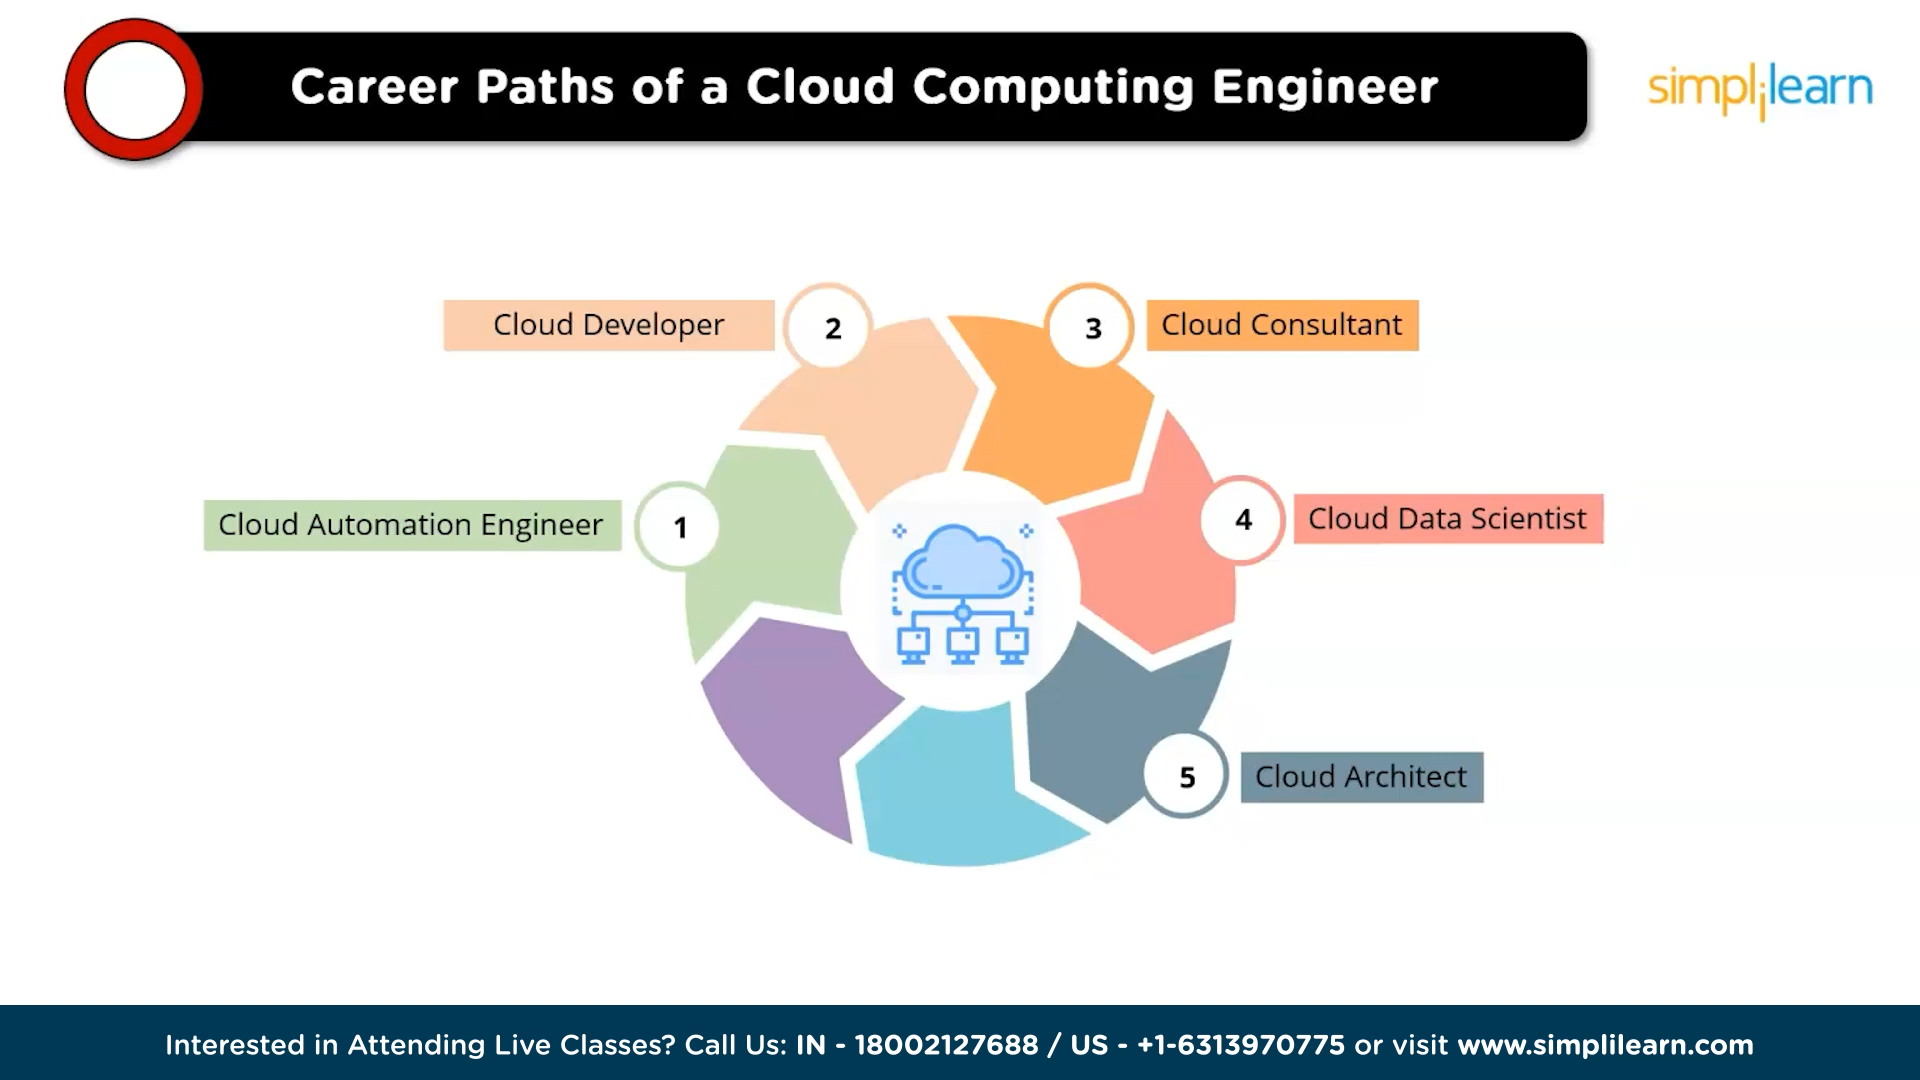 Career Paths of a Cloud Computing Engineer
simplilearn
Cloud Developer
2
3
Cloud Consultant
Cloud Automation Engineer
1
4
Cloud Data Scientist
5
Cloud Architect
Interested in Attending Live Classes? Call Us: IN - 18002127688 / US - +1-6313970775 or visit www.simplilearn.com